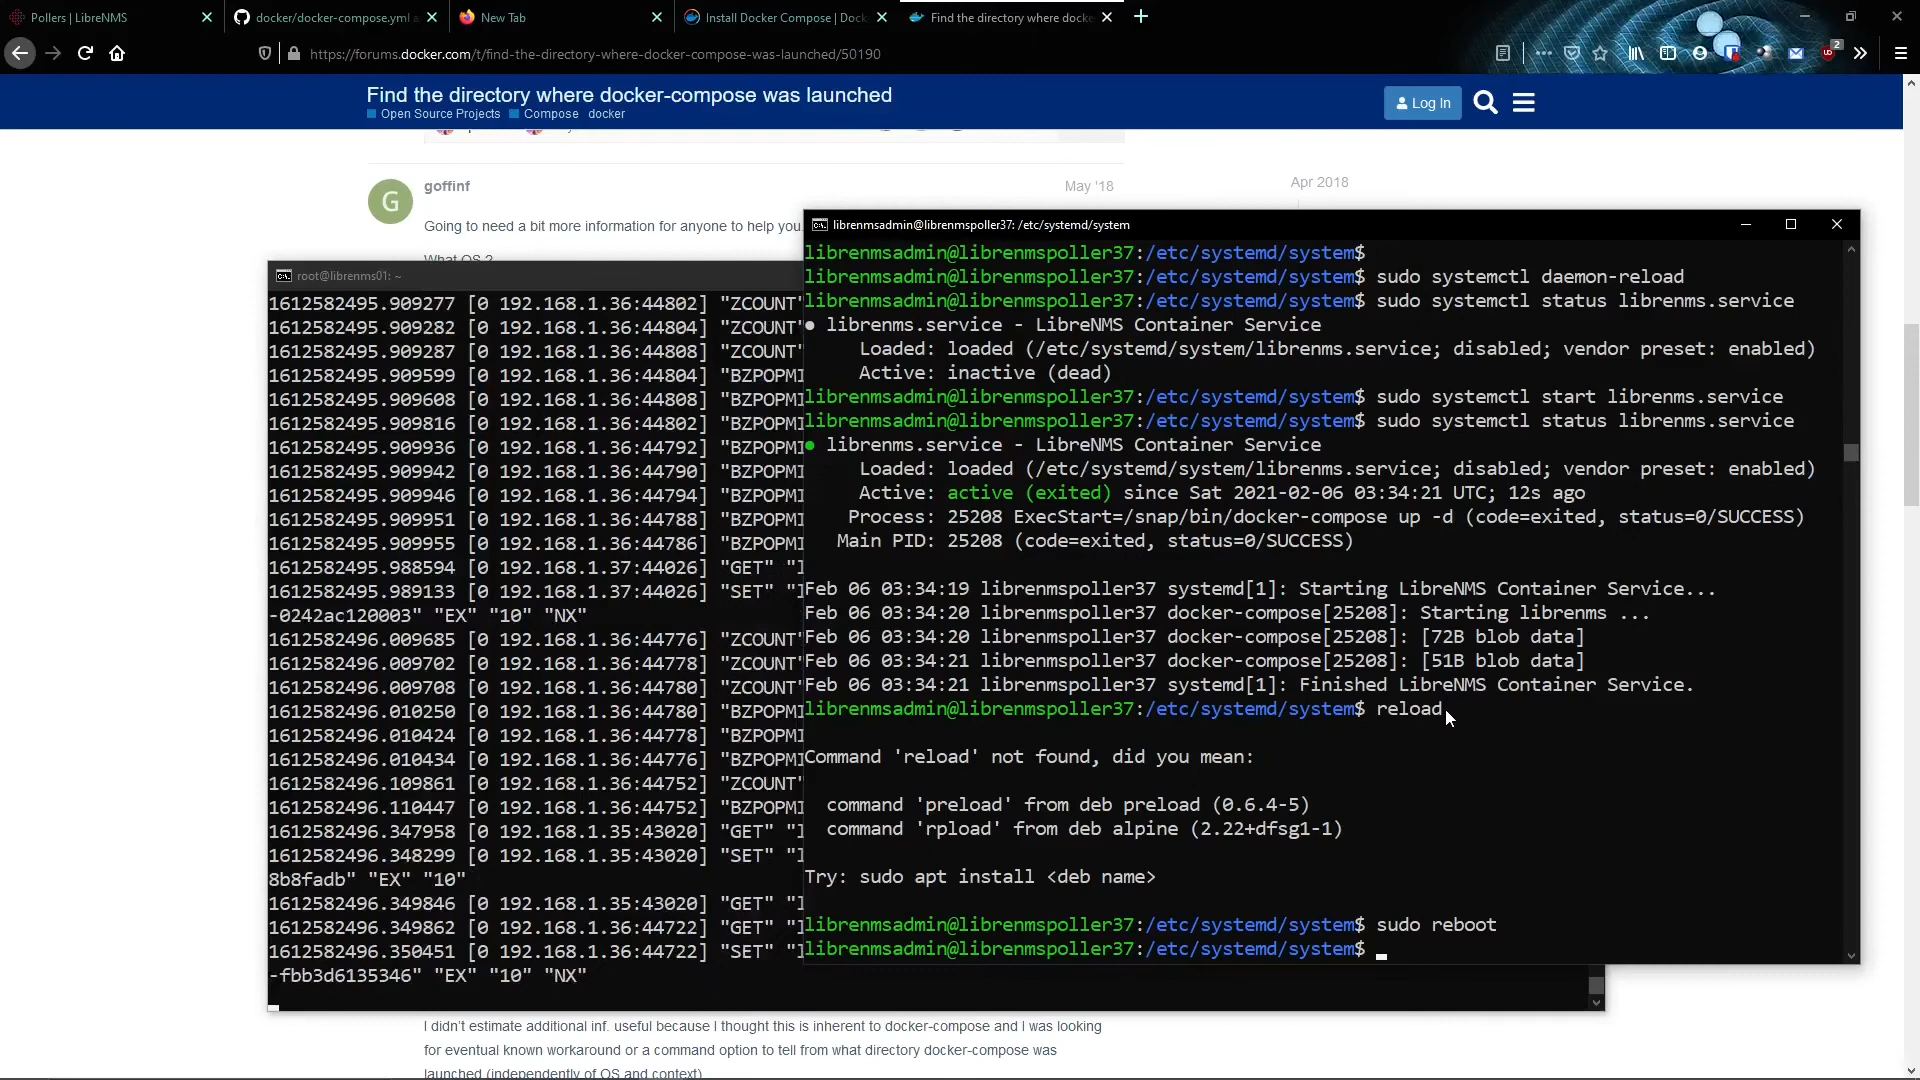 Pollers | LibreNMS
docker/docker-compose.yml a
New Tab
Install Docker Compose | Doc
Find the directory where docke
https://forums.docker.com/t/find-the-directory-where-docker-compose-was-launched/50190
2
Find the directory where docker-compose was launched
Open Source Projects Compose docker
Log In
G
goffinf
May '18
Apr 2018
Going to need a bit more information for anyone to help you.
What OS ?
root@librenms01: ~
1612582495.909277 [0 192.168.1.36:44802] "ZCOUNT"
1612582495.909282 [0 192.168.1.36:44804] "ZCOUNT"
1612582495.909287 [0 192.168.1.36:44808] "ZCOUNT"
1612582495.909599 [0 192.168.1.36:44804] "BZPOPMI
1612582495.909608 [0 192.168.1.36:44808] "BZPOPMI
1612582495.909816 [0 192.168.1.36:44802] "BZPOPMI
1612582495.909936 [0 192.168.1.36:44792] "BZPOPMI
1612582495.909942 [0 192.168.1.36:44790] "BZPOPMI
1612582495.909946 [0 192.168.1.36:44794] "BZPOPMI
1612582495.909951 [0 192.168.1.36:44788] "BZPOPMI
1612582495.909955 [0 192.168.1.36:44786] "BZPOPMI
1612582495.988594 [0 192.168.1.37:44026] "GET" "l
1612582495.989133 [0 192.168.1.37:44026] "SET" "l
-0242ac120003" "EX" "10" "NX"
1612582496.009685 [0 192.168.1.36:44776] "ZCOUNT"
1612582496.009702 [0 192.168.1.36:44778] "ZCOUNT"
1612582496.009708 [0 192.168.1.36:44780] "ZCOUNT"
1612582496.010250 [0 192.168.1.36:44780] "BZPOPMI
1612582496.010424 [0 192.168.1.36:44778] "BZPOPMI
1612582496.010434 [0 192.168.1.36:44776] "BZPOPMI
1612582496.109861 [0 192.168.1.36:44752] "ZCOUNT"
1612582496.110447 [0 192.168.1.36:44752] "BZPOPMI
1612582496.347958 [0 192.168.1.35:43020] "GET" "l
1612582496.348299 [0 192.168.1.35:43020] "SET" "l
8b8fadb" "EX" "10"
1612582496.349846 [0 192.168.1.35:43020] "GET" "l
1612582496.349862 [0 192.168.1.36:44722] "GET" "l
1612582496.350451 [0 192.168.1.36:44722] "SET" "l
-fbb3d6135346" "EX" "10" "NX"
librenmsadmin@librenmspoller37: /etc/systemd/system
librenmsadmin@librenmspoller37:/etc/systemd/system$
librenmsadmin@librenmspoller37:/etc/systemd/system$ sudo systemctl daemon-reload
librenmsadmin@librenmspoller37:/etc/systemd/system$ sudo systemctl status librenms.service
● librenms.service - LibreNMS Container Service
Loaded: loaded (/etc/systemd/system/librenms.service; disabled; vendor preset: enabled)
Active: inactive (dead)
librenmsadmin@librenmspoller37:/etc/systemd/system$ sudo systemctl start librenms.service
librenmsadmin@librenmspoller37:/etc/systemd/system$ sudo systemctl status librenms.service
● librenms.service - LibreNMS Container Service
Loaded: loaded (/etc/systemd/system/librenms.service; disabled; vendor preset: enabled)
Active: active (exited) since Sat 2021-02-06 03:34:21 UTC; 12s ago
Process: 25208 ExecStart=/snap/bin/docker-compose up -d (code=exited, status=0/SUCCESS)
Main PID: 25208 (code=exited, status=0/SUCCESS)
Feb 06 03:34:19 librenmspoller37 systemd[1]: Starting LibreNMS Container Service...
Feb 06 03:34:20 librenmspoller37 docker-compose[25208]: Starting librenms ...
Feb 06 03:34:20 librenmspoller37 docker-compose[25208]: [72B blob data]
Feb 06 03:34:21 librenmspoller37 docker-compose[25208]: [51B blob data]
Feb 06 03:34:21 librenmspoller37 systemd[1]: Finished LibreNMS Container Service.
librenmsadmin@librenmspoller37:/etc/systemd/system$ reload
Command 'reload' not found, did you mean:
command 'preload' from deb preload (0.6.4-5)
command 'rpload' from deb alpine (2.22+dfsg1-1)
Try: sudo apt install <deb name>
librenmsadmin@librenmspoller37:/etc/systemd/system$ sudo reboot
librenmsadmin@librenmspoller37:/etc/systemd/system$
I didn't estimate additional inf. useful because I thought this is inherent to docker-compose and I was looking
for eventual known workaround or a command option to tell from what directory docker-compose was
launched (independently of OS and context)